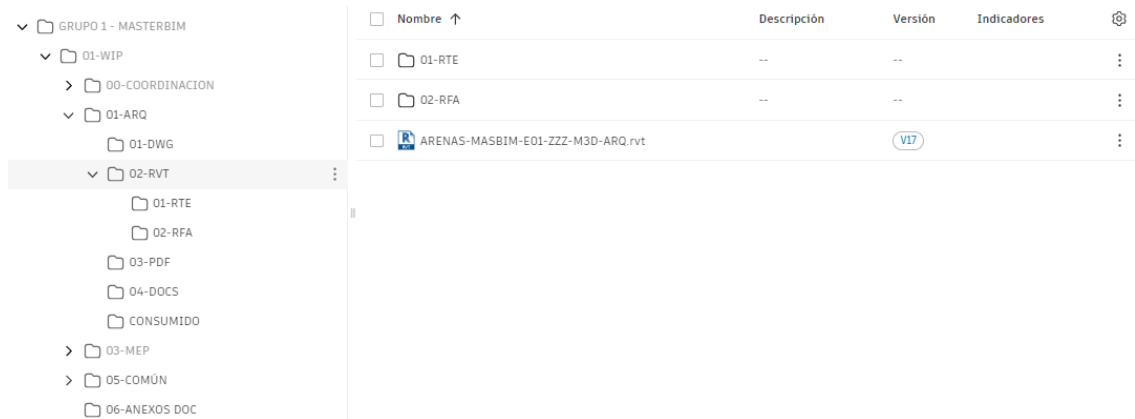 GRUPO 1 - MASTERBIM
01-WIP
00-COORDINACION
01-ARQ
01-DWG
02-RVT
01-RTE
02-RFA
03-PDF
04-DOCS
CONSUMIDO
03-MEP
05-COMÚN
06-ANEXOS DOC
Nombre Descripción Versión Indicadores
01-RTE -- --
02-RFA -- --
ARENAS-MASBIM-E01-ZZZ-M3D-ARQ.rvt V17